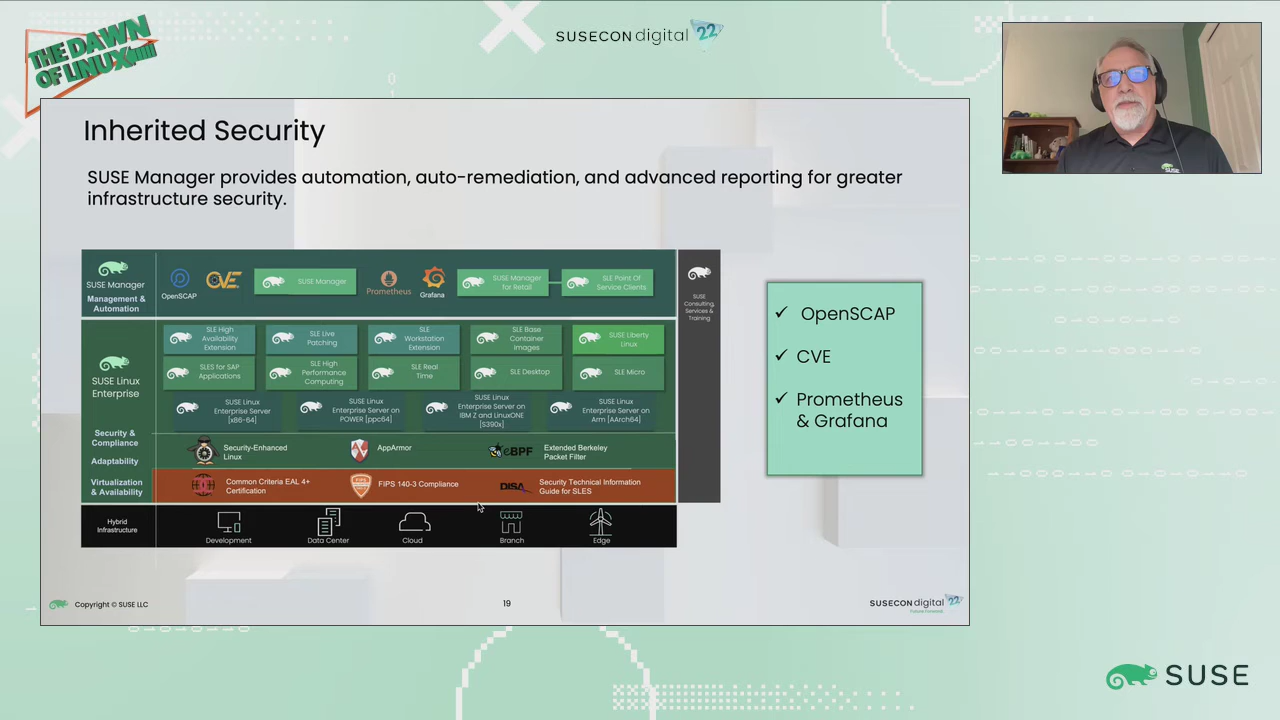 THE DAWN
OF LINUX
SUSECON digital 22
Inherited Security
SUSE Manager provides automation, auto-remediation, and advanced reporting for greater
infrastructure security.
SUSE Manager
Management &
Automation
OpenSCAP
CVE
SUSE Manager
Prometheus
Grafana
SUSE Manager
for Retail
SLE Point Of
Service Clients
SUSE
Consulting,
Services &
Training
SUSE Linux
Enterprise
SLE High
Availability
Extension
SLE Live
Patching
SLE
Workstation
Extension
SLE Base
Container
Images
SUSE Liberty
Linux
SLES for SAP
Applications
SLE High
Performance
Computing
SLE Real
Time
SLE Desktop
SLE Micro
SUSE Linux
Enterprise Server
[x86-64]
SUSE Linux
Enterprise Server on
POWER [ppc64]
SUSE Linux
Enterprise Server on
IBM Z and LinuxONE
[S390x]
SUSE Linux
Enterprise Server on
Arm [AArch64]
Security &
Compliance
Adaptability
Virtualization
& Availability
Security-Enhanced
Linux
AppArmor
eBPF
Extended Berkeley
Packet Filter
Common Criteria EAL 4+
Certification
FIPS
140-3
FIPS 140-3 Compliance
DISA
Security Technical Information
Guide for SLES
Hybrid
Infrastructure
Development
Data Center
Cloud
Branch
Edge
✓ OpenSCAP
✓ CVE
✓ Prometheus
& Grafana
Copyright © SUSE LLC
19
SUSECON digital 22
Future Forward.
SUSE